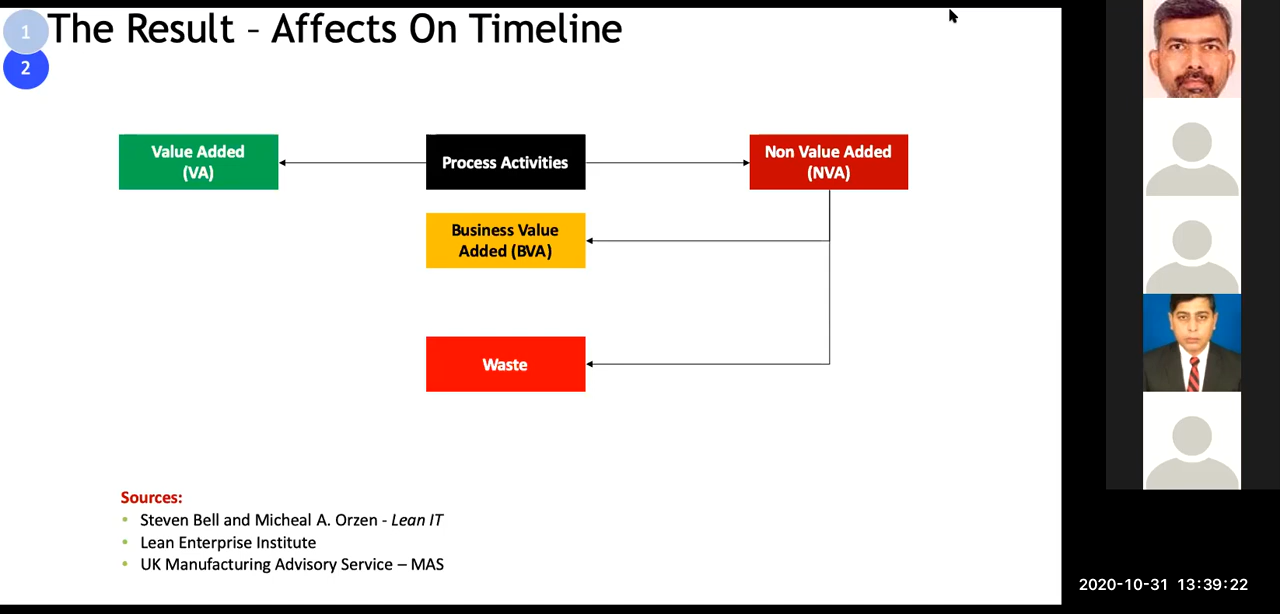 1
The Result – Affects On Timeline
2
Value Added
(VA)
Process Activities
Non Value Added
(NVA)
Business Value
Added (BVA)
Waste
Sources:
• Steven Bell and Micheal A. Orzen - Lean IT
• Lean Enterprise Institute
• UK Manufacturing Advisory Service – MAS
2020-10-31 13:39:22